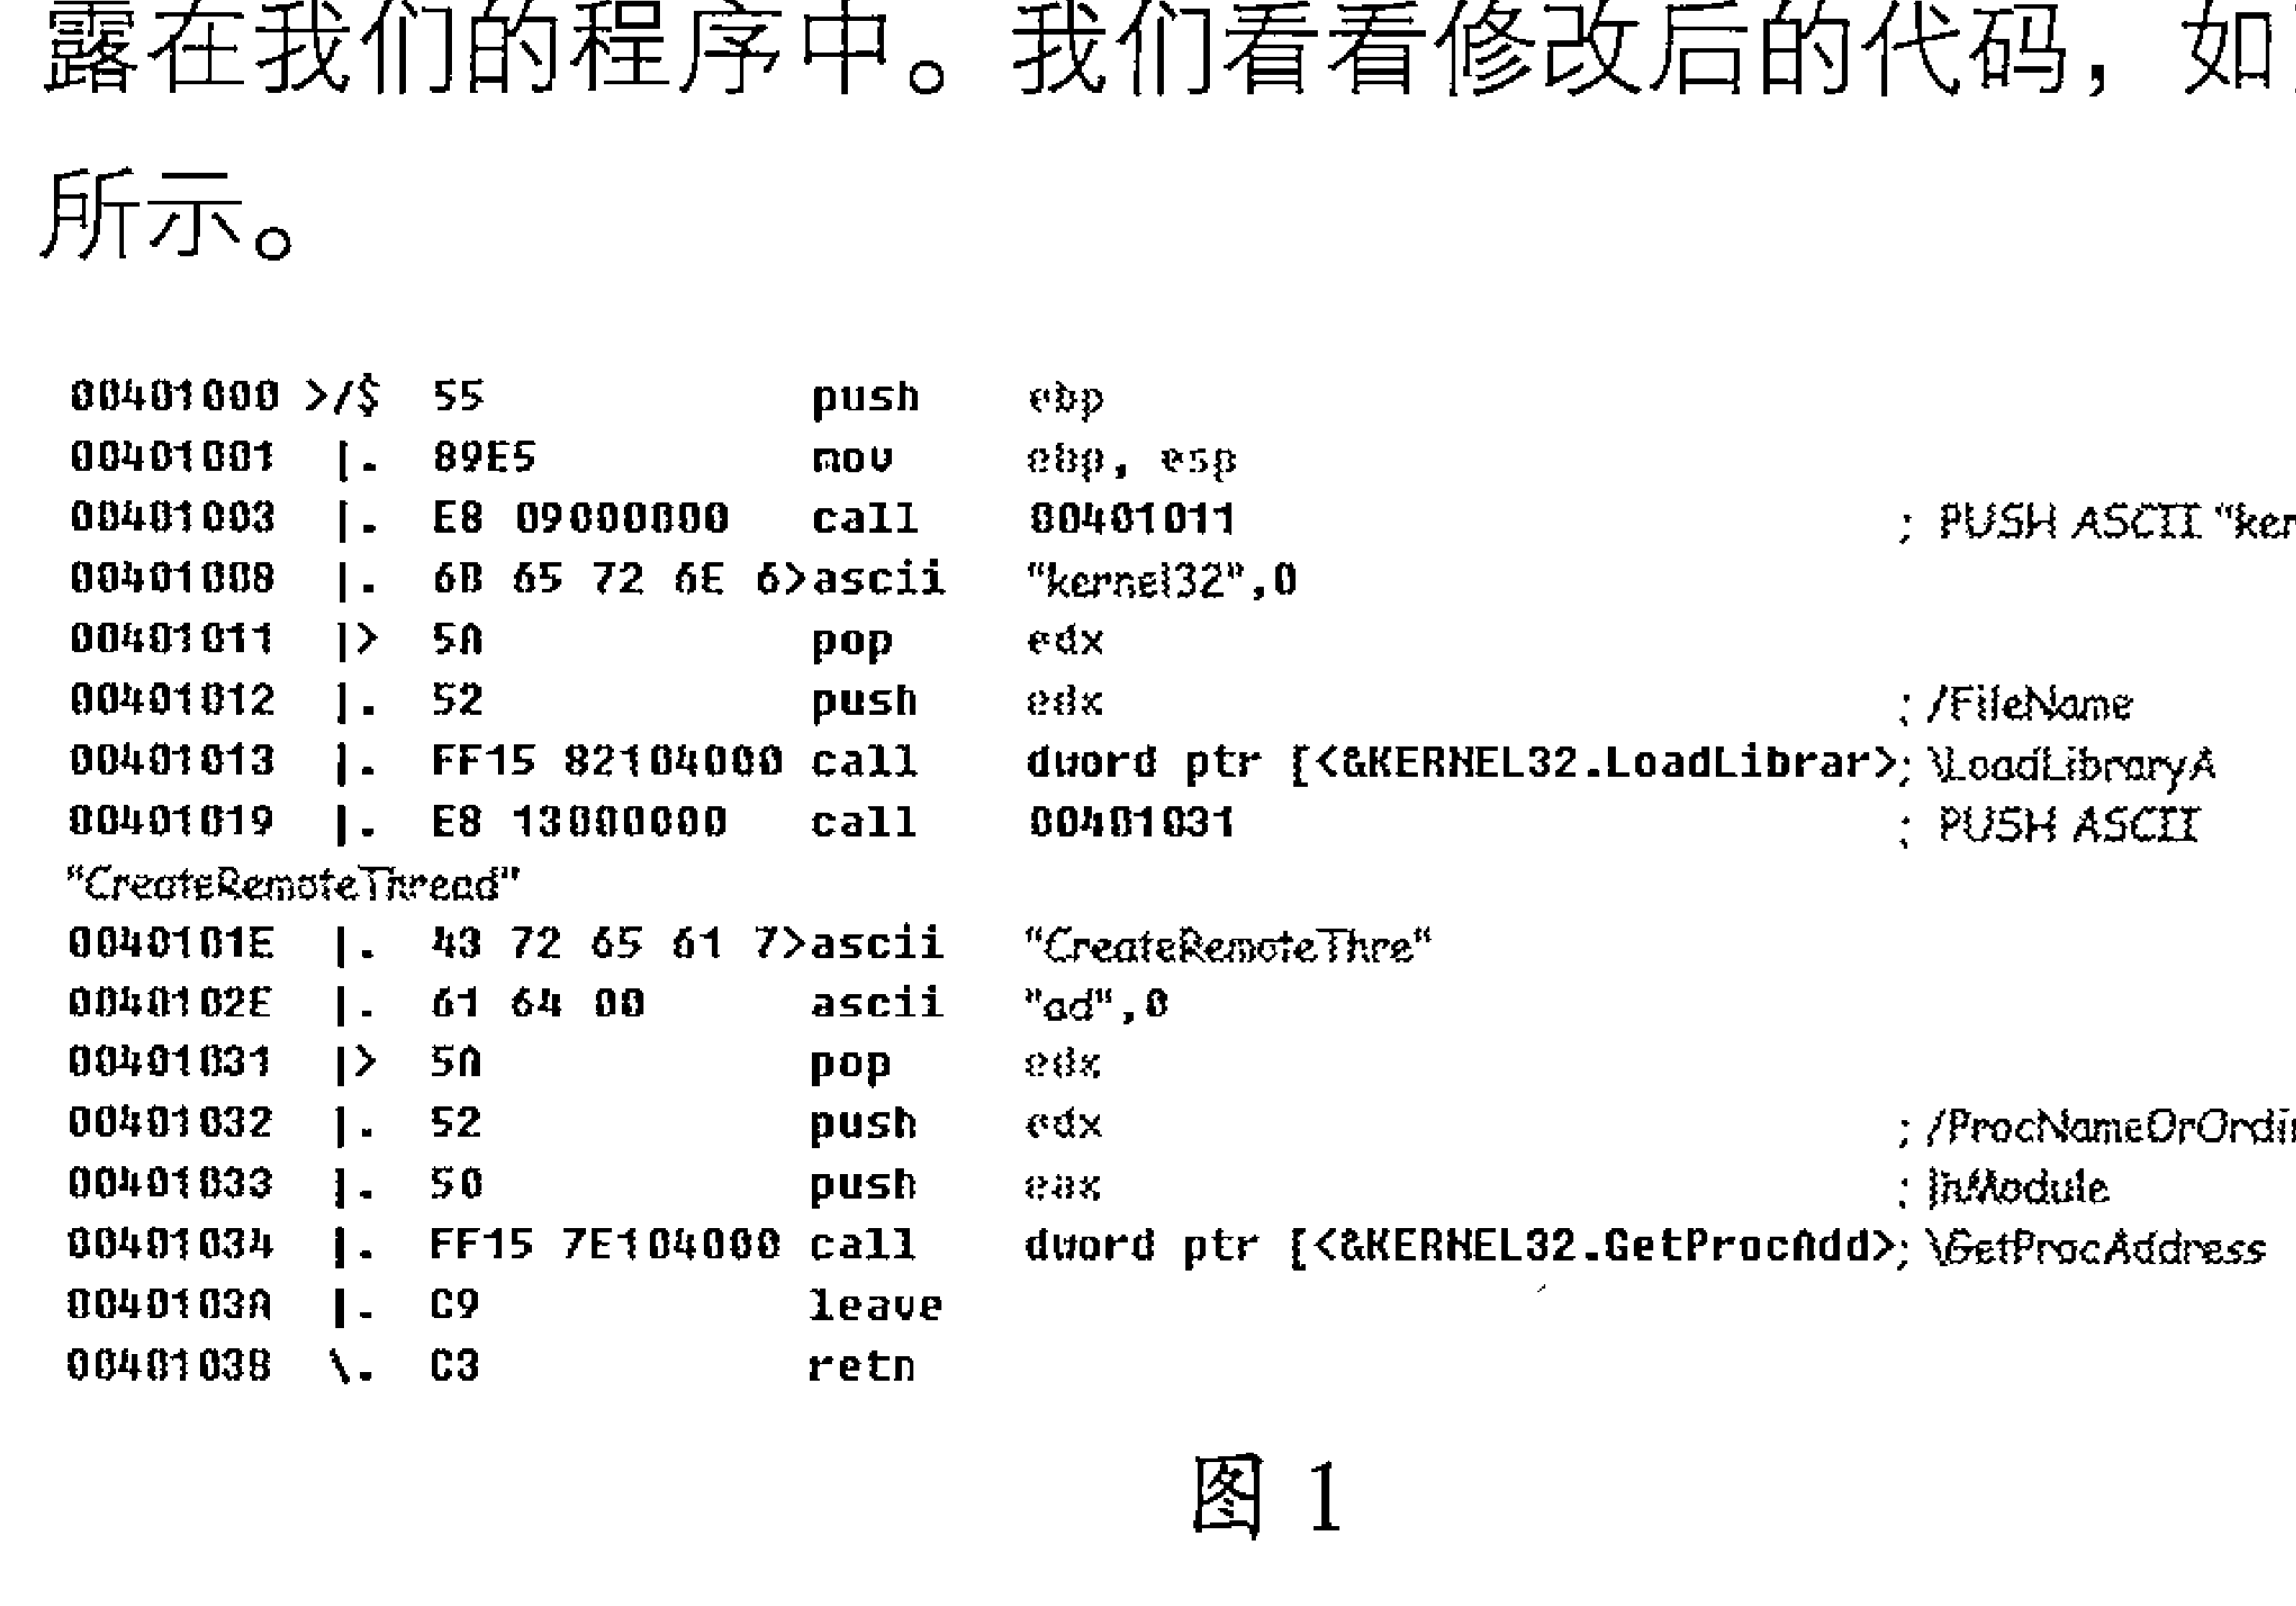 露在我们的程序中。我们看看修改后的代码，如
所示。
00401000 >/$ 55 push ebp
00401001 |. 89E5 mov ebp, esp
00401003 |. E8 09000000 call 00401011 ; PUSH ASCII "ker
00401008 |. 6B 65 72 6E 6>ascii "kernel32",0
00401011 |> 5A pop edx
00401012 |. 52 push edx ; /FileName
00401013 |. FF15 82104000 call dword ptr [<&KERNEL32.LoadLibrar>; \LoadLibraryA
00401019 |. E8 13000000 call 00401031 ; PUSH ASCII
"CreateRemoteThread"
0040101E |. 43 72 65 61 7>ascii "CreateRemoteThre"
0040102E |. 61 64 00 ascii "ad",0
00401031 |> 5A pop edx
00401032 |. 52 push edx ; /ProcNameOrOrdin
00401033 |. 50 push eax ; |hModule
00401034 |. FF15 7E104000 call dword ptr [<&KERNEL32.GetProcAdd>; \GetProcAddress
0040103A |. C9 leave
0040103B \. C3 retn
图 1